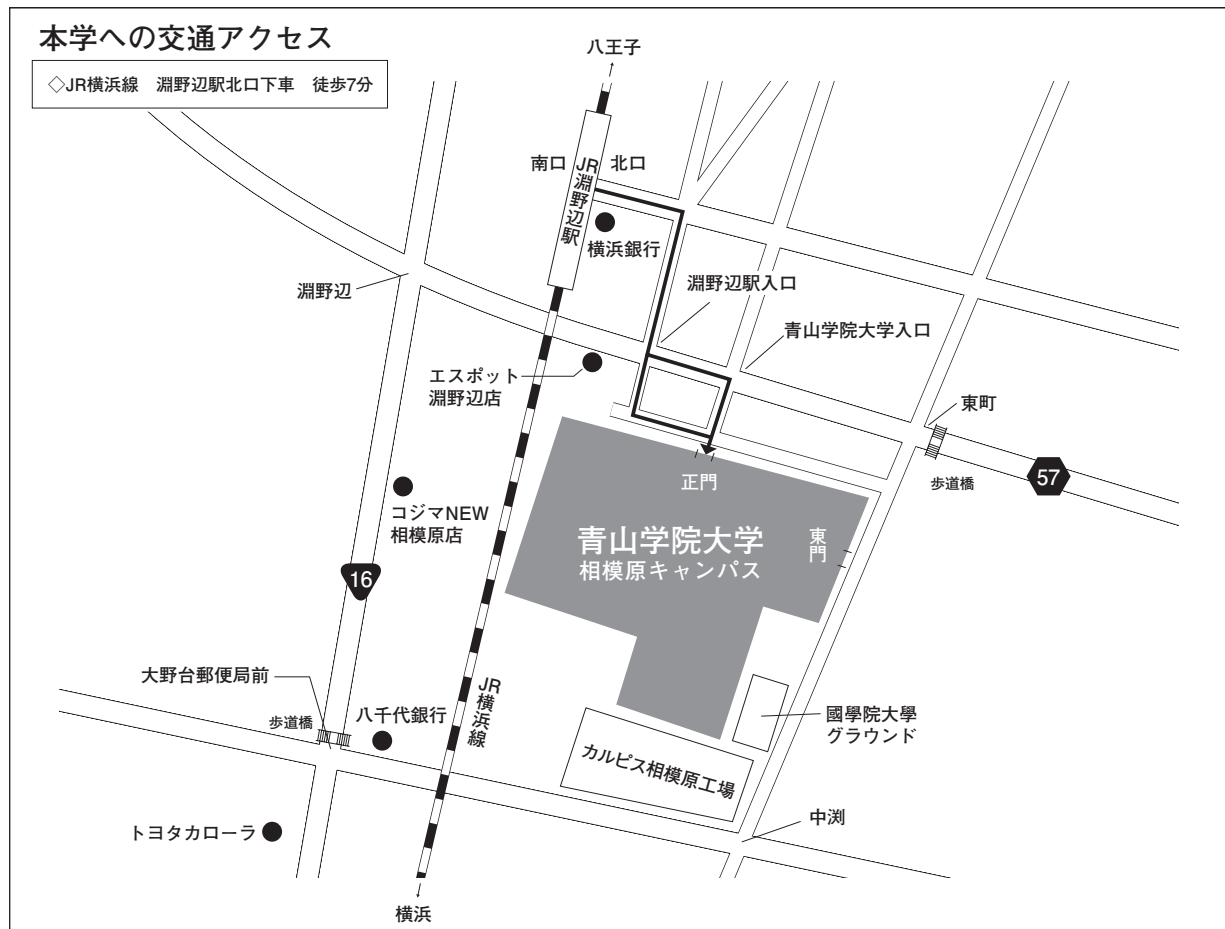 本学への交通アクセス
◇JR横浜線　淵野辺駅北口下車　徒歩7分
八王子
南口
JR淵野辺駅
北口
横浜銀行
淵野辺
淵野辺駅入口
青山学院大学入口
エスポット
淵野辺店
東町
歩道橋
57
正門
コジマNEW
相模原店
青山学院大学
相模原キャンパス
東門
16
大野台郵便局前
歩道橋
八千代銀行
JR横浜線
國學院大學
グラウンド
カルピス相模原工場
中渕
トヨタカローラ
横浜